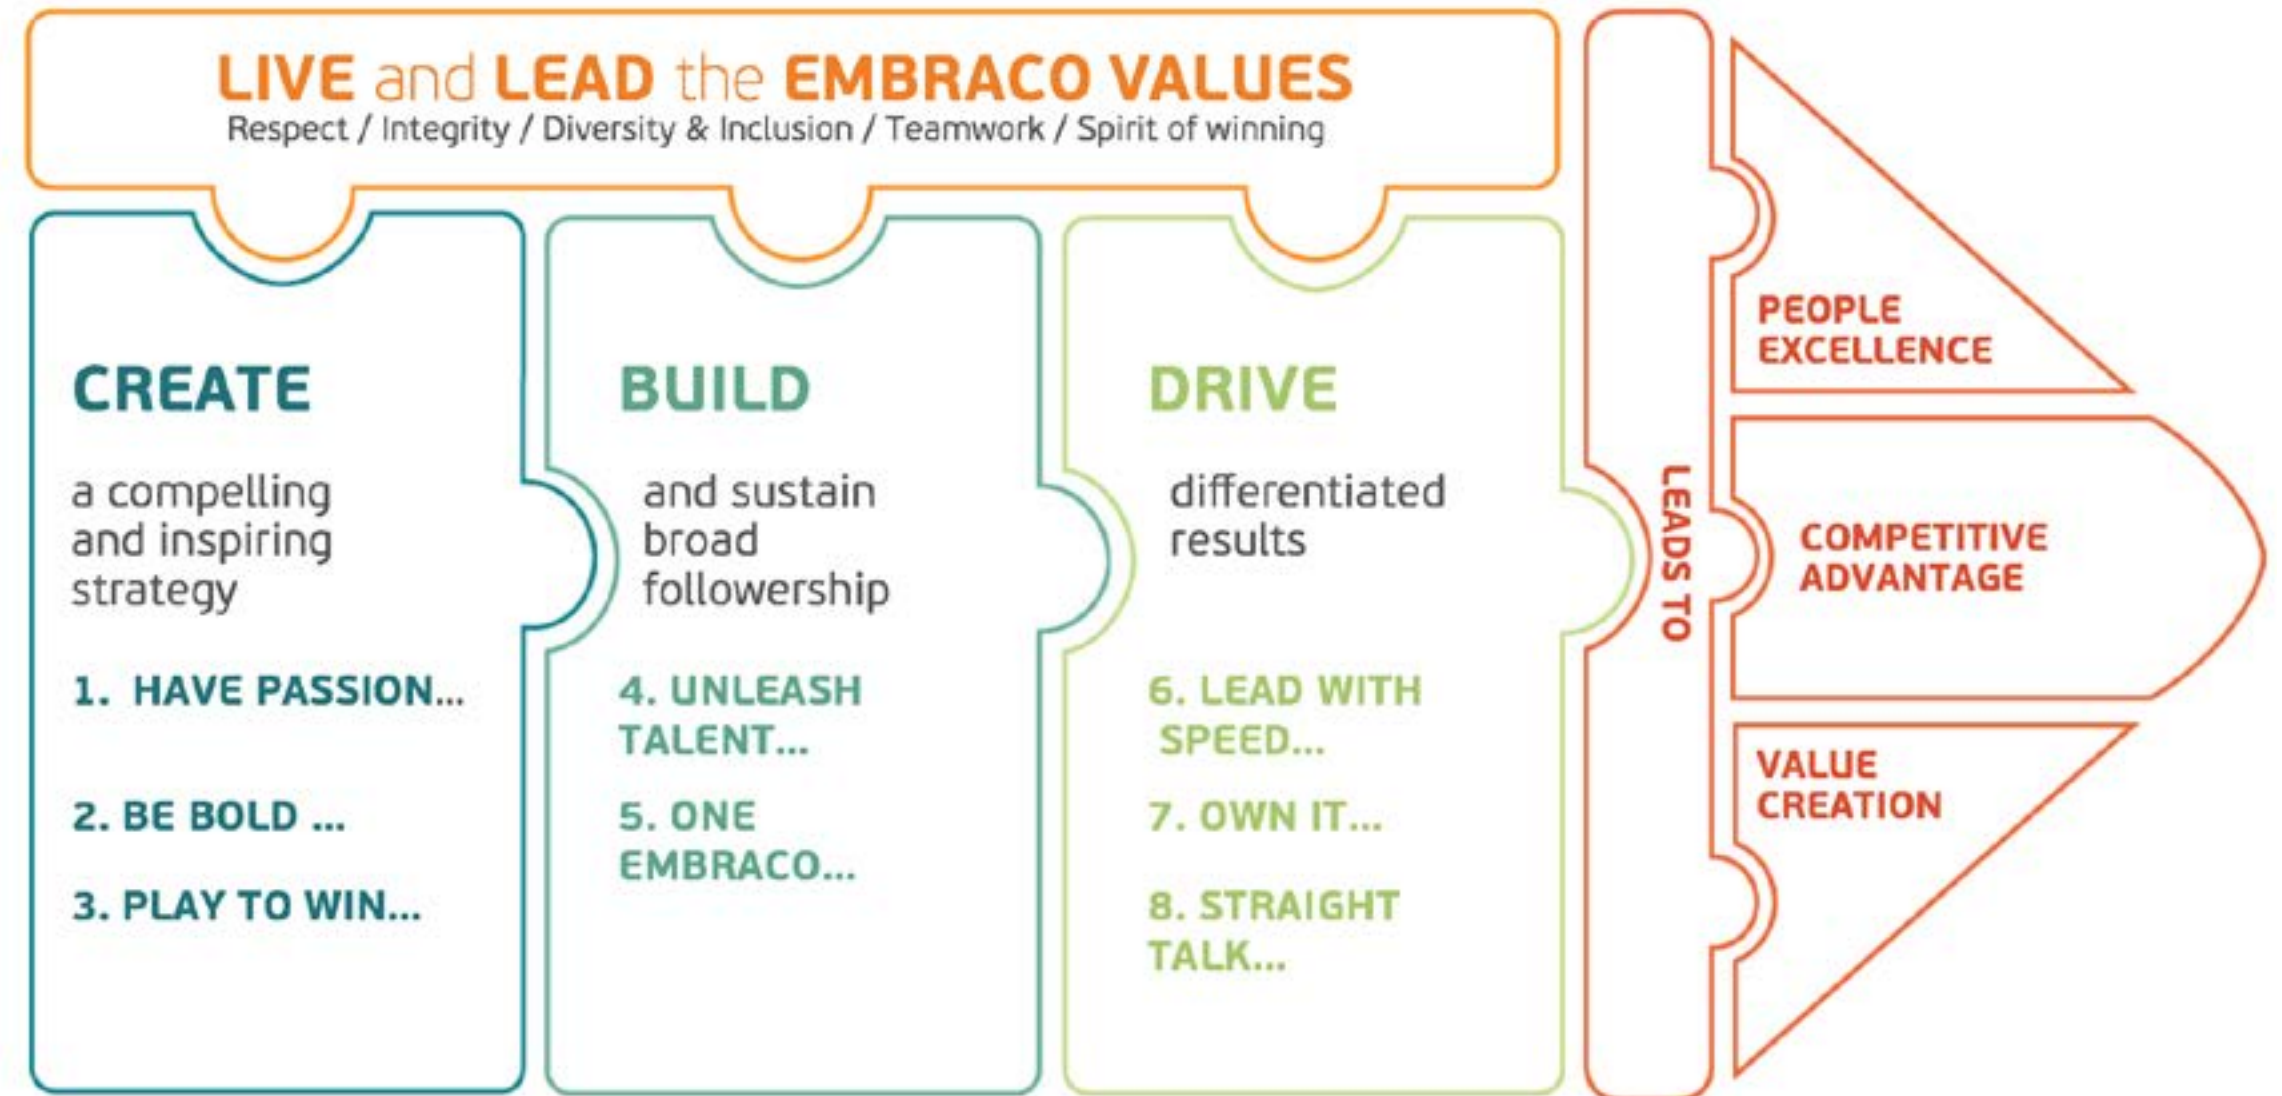 LIVE and LEAD the EMBRACO VALUES
Respect / Integrity / Diversity & Inclusion / Teamwork / Spirit of winning
CREATE
a compelling
and inspiring
strategy
1. HAVE PASSION...
2. BE BOLD ...
3. PLAY TO WIN...
BUILD
and sustain
broad
followership
4. UNLEASH
TALENT...
5. ONE
EMBRACO...
DRIVE
differentiated
results
6. LEAD WITH
SPEED...
7. OWN IT...
8. STRAIGHT
TALK...
LEADS TO
PEOPLE
EXCELLENCE
COMPETITIVE
ADVANTAGE
VALUE
CREATION